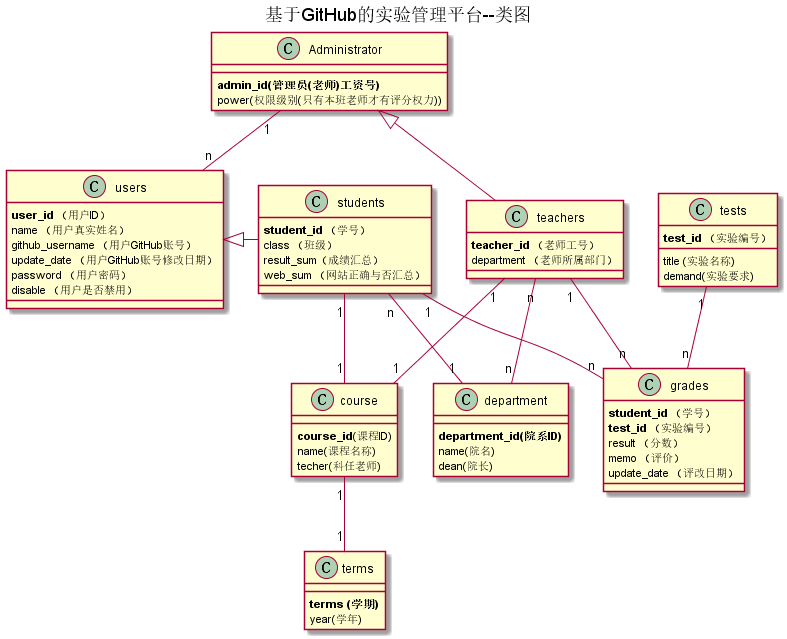 基于GitHub的实验管理平台--类图
C Administrator
admin_id(管理员(老师)工资号)
power(权限级别(只有本班老师才有评分权力))
1
n
C users
user_id （用户ID）
name （用户真实姓名）
github_username （用户GitHub账号）
update_date （用户GitHub账号修改日期）
password （用户密码）
disable （用户是否禁用）
C students
student_id （学号）
class （班级）
result_sum（成绩汇总）
web_sum （网站正确与否汇总）
C teachers
teacher_id （老师工号）
department （老师所属部门）
C tests
test_id （实验编号）
title (实验名称)
demand(实验要求)
1 n 1 1 n 1 1
1 1 1 n n n n
C course
course_id(课程ID)
name(课程名称)
techer(科任老师)
C department
department_id(院系ID)
name(院名)
dean(院长)
C grades
student_id （学号）
test_id （实验编号）
result （分数）
memo （评价）
update_date （评改日期）
1
1
C terms
terms (学期)
year(学年)